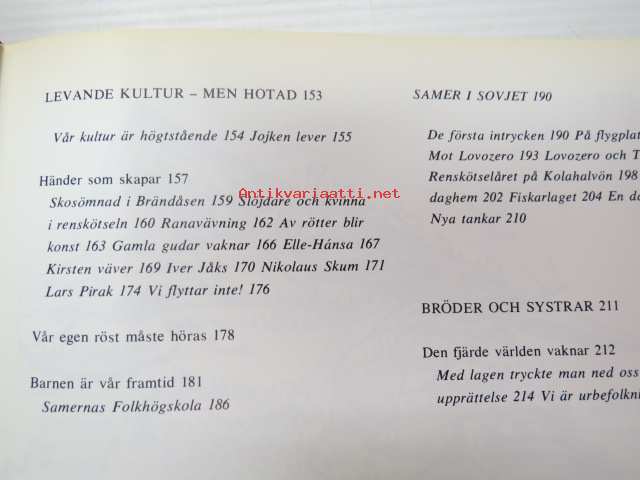 LEVANDE KULTUR – MEN HOTAD 153
Vår kultur är högtstående 154 Jojken lever 155
Händer som skapar 157
Skosömnad i Brändåsen 159 Slöjdare och kvinna
i renskötseln 160 Ranavävning 162 Av rötter blir
konst 163 Gamla gudar vaknar 166 Elle-Hánsa 167
Kirsten väver 169 Iver Jåks 170 Nikolaus Skum 171
Lars Pirak 174 Vi flyttar inte! 176
Vår egen röst måste höras 178
Barnen är vår framtid 181
Samernas Folkhögskola 186
SAMER I SOVJET 190
De första intrycken 190 På flygplat
Mot Lovozero 193 Lovozero och T
Renskötselåret på Kolahalvön 198
daghem 202 Fiskarlaget 204 En da
Nya tankar 210
BRÖDER OCH SYSTRAR 211
Den fjärde världen vaknar 212
Med lagen tryckte man ned oss
upprättelse 214 Vi är urbefolkni
Antikvariaatti.net